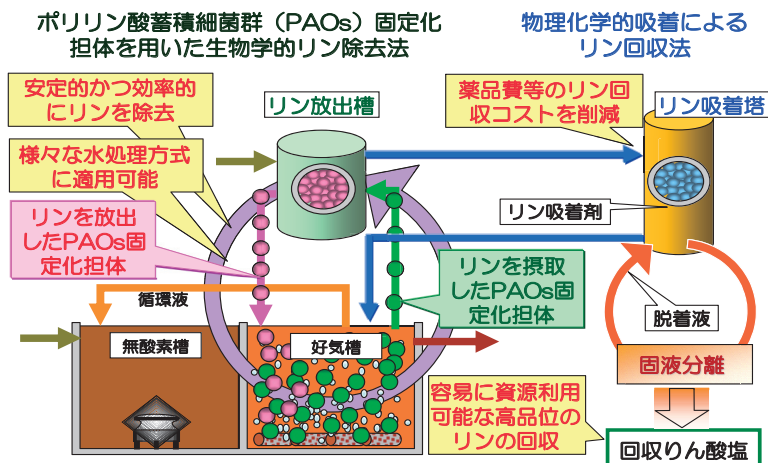 ポリリン酸蓄積細菌群（PAOs）固定化
担体を用いた生物学的リン除去法
物理化学的吸着による
リン回収法
安定的かつ効率的
にリンを除去
リン放出槽
薬品費等のリン回
収コストを削減
リン吸着塔
様々な水処理方式
に適用可能
リン吸着剤
リンを放出
したPAOs固
定化担体
リンを摂取
したPAOs固
定化担体
循環液
脱着液
無酸素槽
好気槽
固液分離
容易に資源利用
可能な高品位の
リンの回収
回収りん酸塩